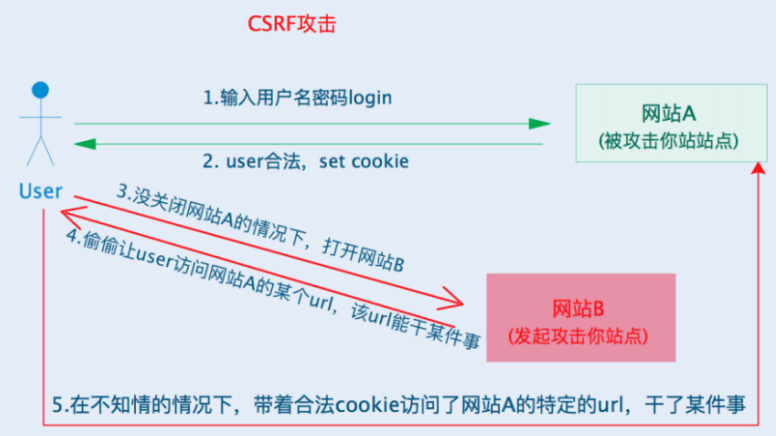 CSRF攻击
1.输入用户名密码login
网站A
(被攻击你站站点)
2. user合法，set cookie
User
3.没关闭网站A的情况下，打开网站B
4.偷偷让user访问网站A的某个url，该url能干某件事
网站B
(发起攻击你站点)
5.在不知情的情况下，带着合法cookie访问了网站A的特定的url，干了某件事